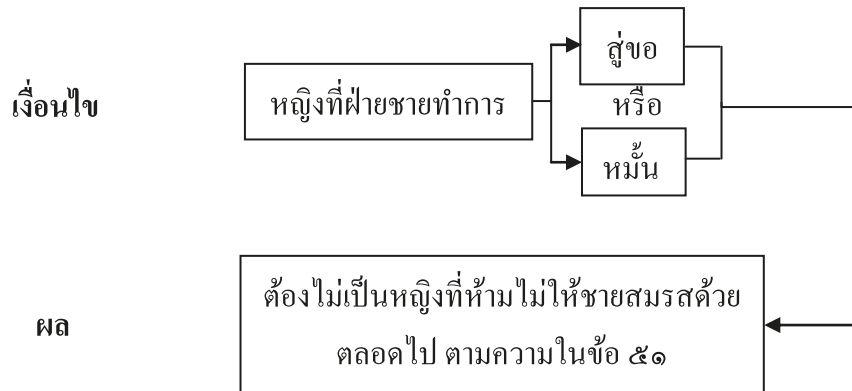 เงื่อนไข
หญิงที่ฝ่ายชายทำการ
สู่ขอ
หรือ
หมั้น
ผล
ต้องไม่เป็นหญิงที่ห้ามไม่ให้ชายสมรสด้วย
ตลอดไป ตามความในข้อ ๕๑